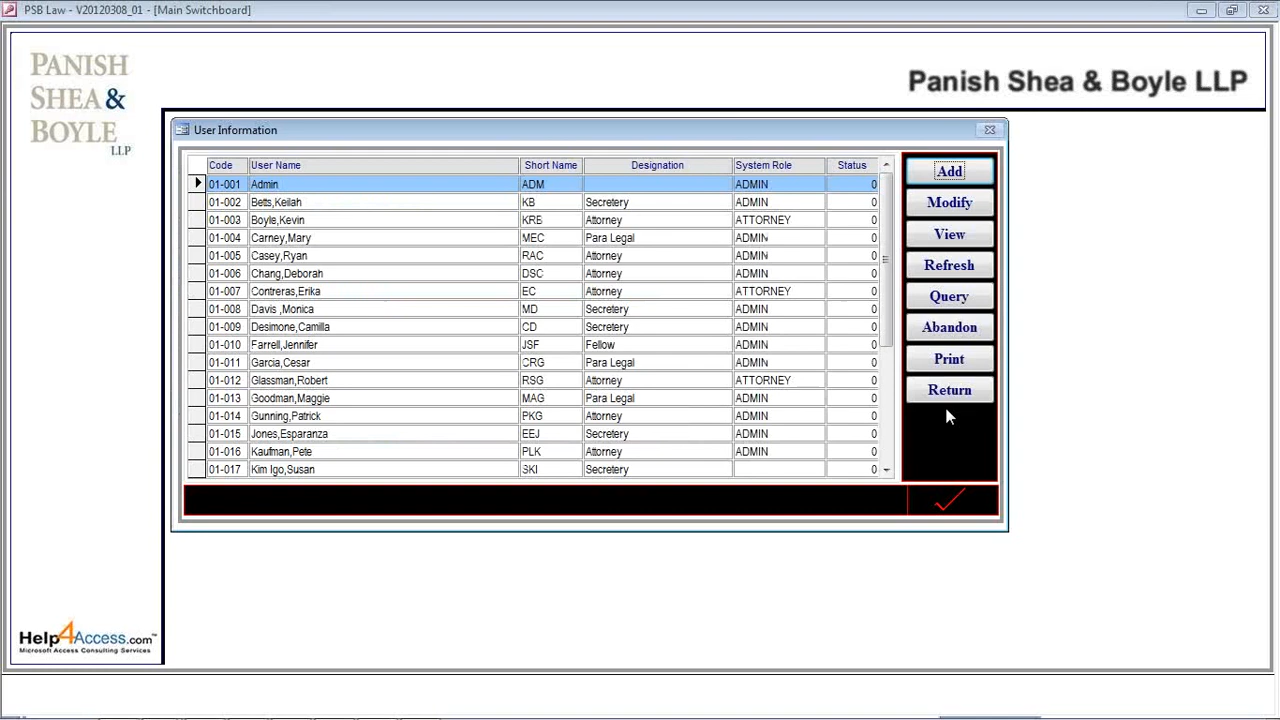 PSB Law - V20120308_01 - [Main Switchboard]
PANISH
SHEA &
BOYLE
LLP
Panish Shea & Boyle LLP
User Information
Code User Name Short Name Designation System Role Status
01-001 Admin ADM ADMIN 0
01-002 Betts,Keilah KB Secretery ADMIN 0
01-003 Boyle,Kevin KRB Attorney ATTORNEY 0
01-004 Carney,Mary MEC Para Legal ADMIN 0
01-005 Casey,Ryan RAC Attorney ADMIN 0
01-006 Chang,Deborah DSC Attorney ADMIN 0
01-007 Contreras,Erika EC Attorney ATTORNEY 0
01-008 Davis ,Monica MD Secretery ADMIN 0
01-009 Desimone,Camilla CD Secretery ADMIN 0
01-010 Farrell,Jennifer JSF Fellow ADMIN 0
01-011 Garcia,Cesar CRG Para Legal ADMIN 0
01-012 Glassman,Robert RSG Attorney ATTORNEY 0
01-013 Goodman,Maggie MAG Para Legal ADMIN 0
01-014 Gunning,Patrick PKG Attorney ADMIN 0
01-015 Jones,Esparanza EEJ Secretery ADMIN 0
01-016 Kaufman,Pete PLK Attorney ADMIN 0
01-017 Kim Igo,Susan SKI Secretery 0
Add
Modify
View
Refresh
Query
Abandon
Print
Return
Help4Access.com™
Microsoft Access Consulting Services